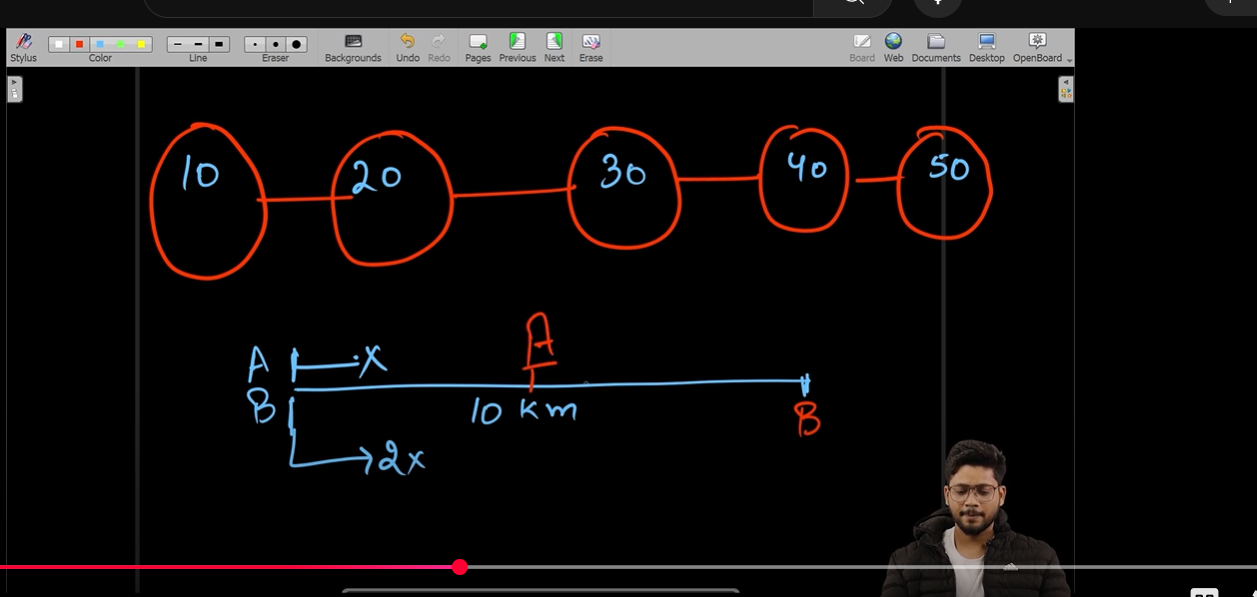 Stylus Color Line Eraser Backgrounds Undo Redo Pages Previous Next Erase Board Web Documents Desktop OpenBoard
10 20 30 40 50
A
A x
10 km
B
B
2x